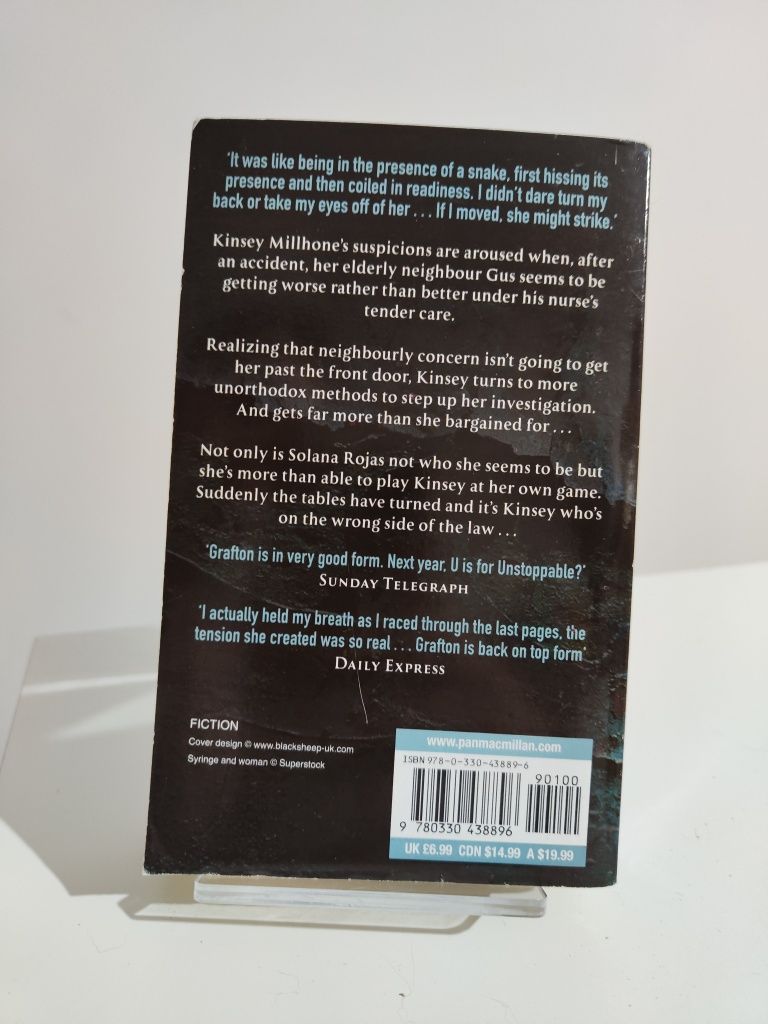 'It was like being in the presence of a snake, first hissing its
presence and then coiled in readiness. I didn't dare turn my
back or take my eyes off of her ... If I moved, she might strike.'
Kinsey Millhone's suspicions are aroused when, after
an accident, her elderly neighbour Gus seems to be
getting worse rather than better under his nurse's
tender care.
Realizing that neighbourly concern isn't going to get
her past the front door, Kinsey turns to more
unorthodox methods to step up her investigation.
And gets far more than she bargained for ...
Not only is Solana Rojas not who she seems to be but
she's more than able to play Kinsey at her own game.
Suddenly the tables have turned and it's Kinsey who's
on the wrong side of the law ...
'Grafton is in very good form. Next year, U is for Unstoppable?'
SUNDAY TELEGRAPH
'I actually held my breath as I raced through the last pages, the
tension she created was so real ... Grafton is back on top form'
DAILY EXPRESS
FICTION
Cover design © www.blacksheep-uk.com
Syringe and woman © Superstock
www.panmacmillan.com
ISBN 978-0-330-43889-6
90100
9 780330 438896
UK £6.99 CDN $14.99 A $19.99